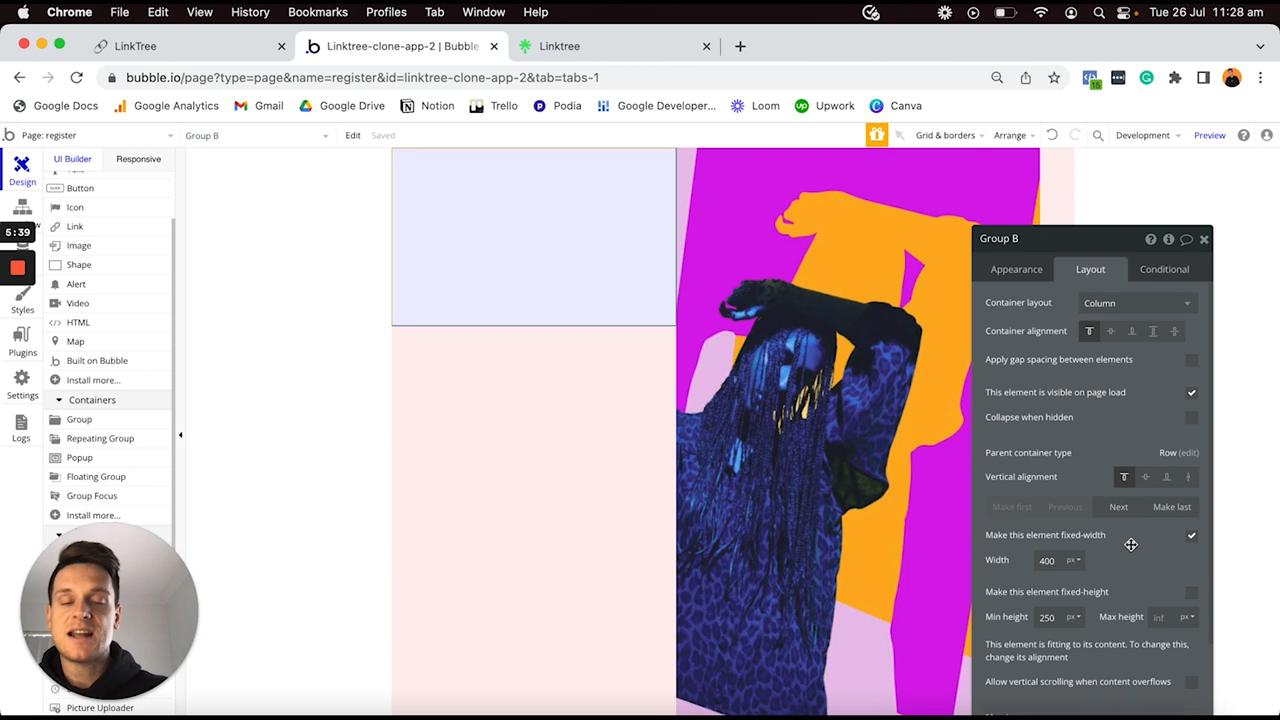 Chrome File Edit View History Bookmarks Profiles Tab Window Help Tue 26 Jul 11:28 am
LinkTree Linktree-clone-app-2 | Bubble Linktree
bubble.io/page?type=page&name=register&id=linktree-clone-app-2&tab=tabs-1 15
Google Docs Google Analytics Gmail Google Drive Notion Trello Podia Google Developer... Loom Upwork Canva
Page: register Group B Edit Saved Grid & borders Arrange Development Preview
UI Builder Responsive
Design
Button
Icon
Link
5:39
Image
Shape
Alert
Styles
Video
HTML
Map
Plugins
Built on Bubble
Install more...
Settings
Containers
Group
Logs
Repeating Group
Popup
Floating Group
Group Focus
Install more...
Picture Uploader
Group B
Appearance Layout Conditional
Container layout Column
Container alignment
Apply gap spacing between elements
This element is visible on page load
Collapse when hidden
Parent container type Row (edit)
Vertical alignment
Make first Previous Next Make last
Make this element fixed-width
Width 400 px
Make this element fixed-height
Min height 250 px Max height inf px
This element is fitting to its content. To change this,
change its alignment
Allow vertical scrolling when content overflows